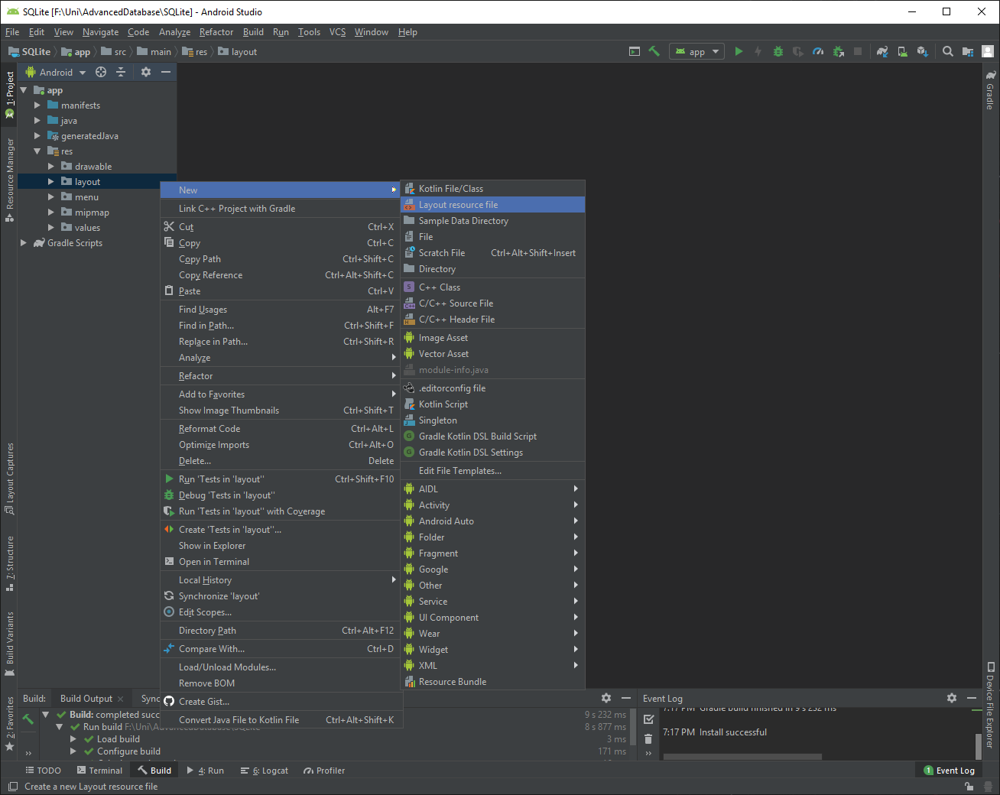 SQLite [F:\Uni\AdvancedDatabase\SQLite] - Android Studio
File Edit View Navigate Code Analyze Refactor Build Run Tools VCS Window Help
SQLite app src main res layout
app
1: Project
Resource Manager
Layout Captures
7: Structure
Build Variants
2: Favorites
Android
app
manifests
java
generatedJava
res
drawable
layout
menu
mipmap
values
Gradle Scripts
New
Link C++ Project with Gradle
Cut Ctrl+X
Copy Ctrl+C
Copy Path Ctrl+Shift+C
Copy Reference Ctrl+Alt+Shift+C
Paste Ctrl+V
Find Usages Alt+F7
Find in Path... Ctrl+Shift+F
Replace in Path... Ctrl+Shift+R
Analyze
Refactor
Add to Favorites
Show Image Thumbnails Ctrl+Shift+T
Reformat Code Ctrl+Alt+L
Optimize Imports Ctrl+Alt+O
Delete... Delete
Run 'Tests in 'layout'' Ctrl+Shift+F10
Debug 'Tests in 'layout''
Run 'Tests in 'layout'' with Coverage
Create 'Tests in 'layout''...
Show in Explorer
Open in Terminal
Local History
Synchronize 'layout'
Edit Scopes...
Directory Path Ctrl+Alt+F12
Compare With... Ctrl+D
Load/Unload Modules...
Remove BOM
Create Gist...
Convert Java File to Kotlin File Ctrl+Alt+Shift+K
Kotlin File/Class
Layout resource file
Sample Data Directory
File
Scratch File Ctrl+Alt+Shift+Insert
Directory
C++ Class
C/C++ Source File
C/C++ Header File
Image Asset
Vector Asset
module-info.java
.editorconfig file
Kotlin Script
Singleton
Gradle Kotlin DSL Build Script
Gradle Kotlin DSL Settings
Edit File Templates...
AIDL
Activity
Android Auto
Folder
Fragment
Google
Other
Service
UI Component
Wear
Widget
XML
Resource Bundle
Gradle
Device File Explorer
Build: Build Output Sync
Build: completed succ 9 s 232 ms
Run build F:\Uni\AdvancedDatabase\SQLite 8 s 877 ms
Load build 3 ms
Configure build 171 ms
Event Log
7:17 PM Gradle build finished in 9 s 232 ms
7:17 PM Install successful
TODO Terminal Build 4: Run 6: Logcat Profiler 1 Event Log
Create a new Layout resource file